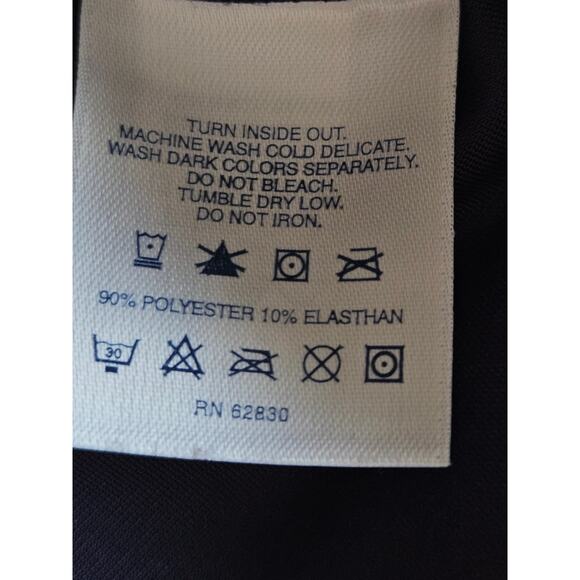 TURN INSIDE OUT.
MACHINE WASH COLD DELICATE.
WASH DARK COLORS SEPARATELY.
DO NOT BLEACH.
TUMBLE DRY LOW.
DO NOT IRON.
90% POLYESTER 10% ELASTHAN
30
RN 62830